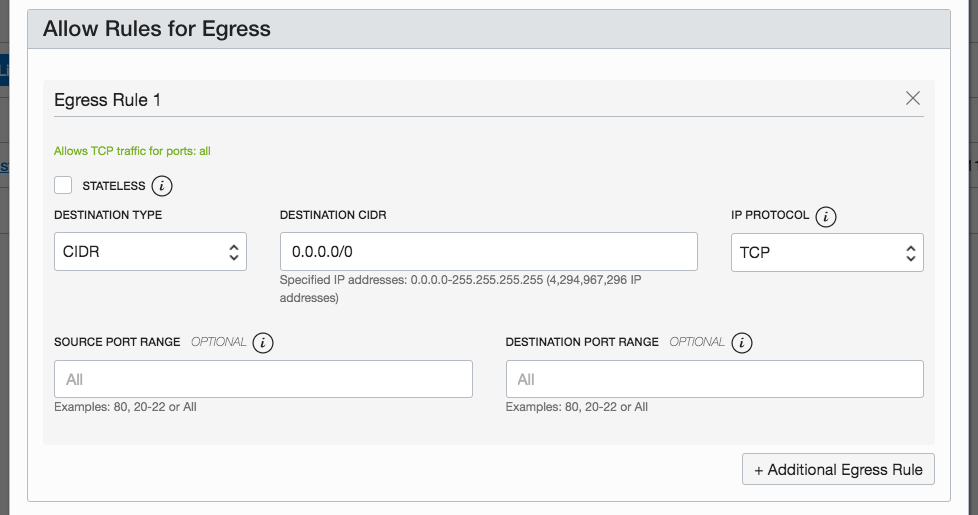 Allow Rules for Egress
Egress Rule 1
Allows TCP traffic for ports: all
STATELESS i
DESTINATION TYPE DESTINATION CIDR IP PROTOCOL i
CIDR 0.0.0.0/0 TCP
Specified IP addresses: 0.0.0.0-255.255.255.255 (4,294,967,296 IP
addresses)
SOURCE PORT RANGE OPTIONAL i DESTINATION PORT RANGE OPTIONAL i
All All
Examples: 80, 20-22 or All Examples: 80, 20-22 or All
+ Additional Egress Rule